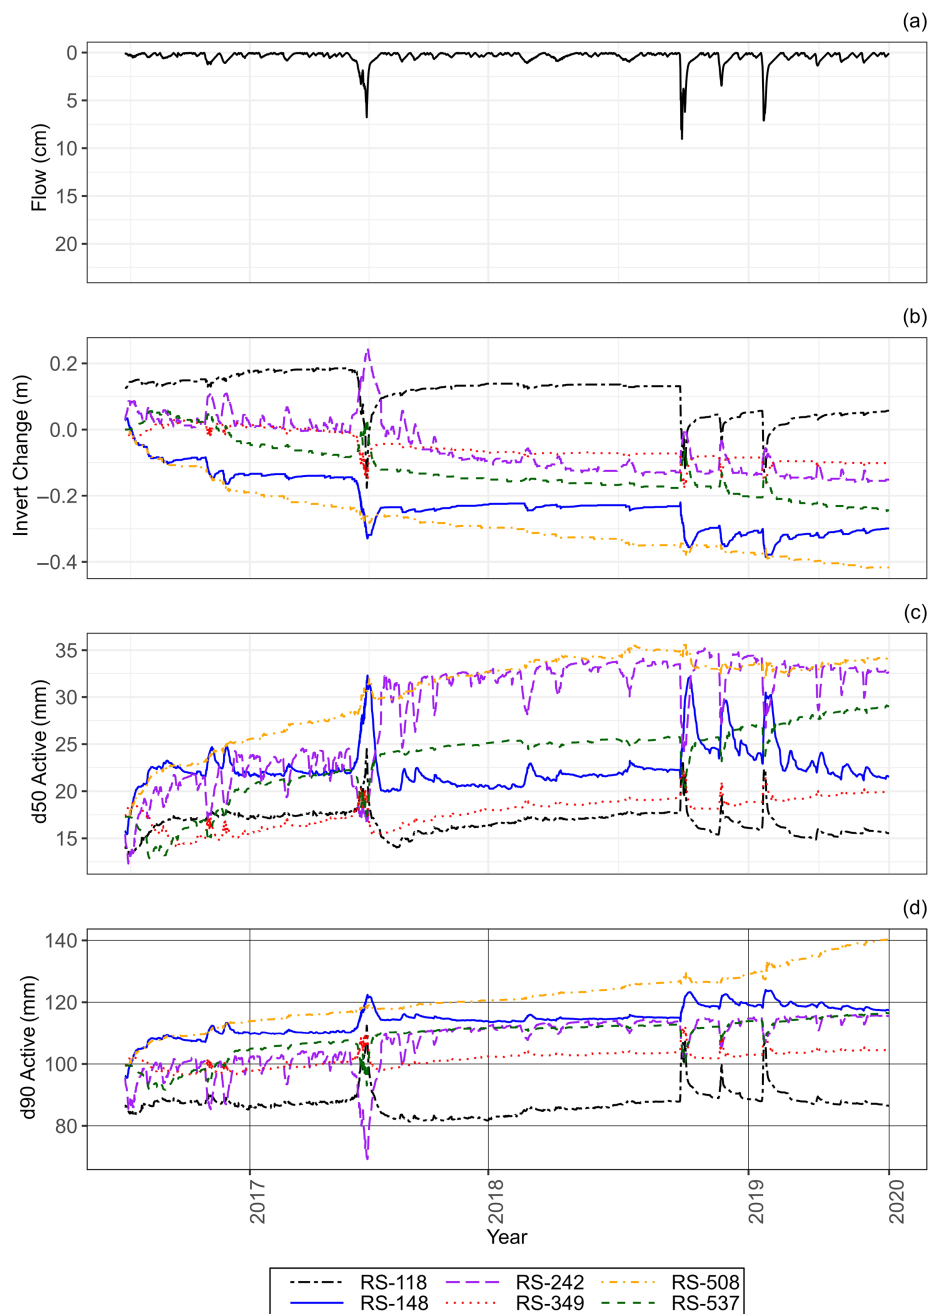 (a)
0
5
10
15
20
Flow (cm)
(b)
0.2
0.0
−0.2
−0.4
Invert Change (m)
(c)
35
30
25
20
15
d50 Active (mm)
(d)
140
120
100
80
d90 Active (mm)
2017
2018
2019
2020
Year
RS-118
RS-242
RS-508
RS-148
RS-349
RS-537